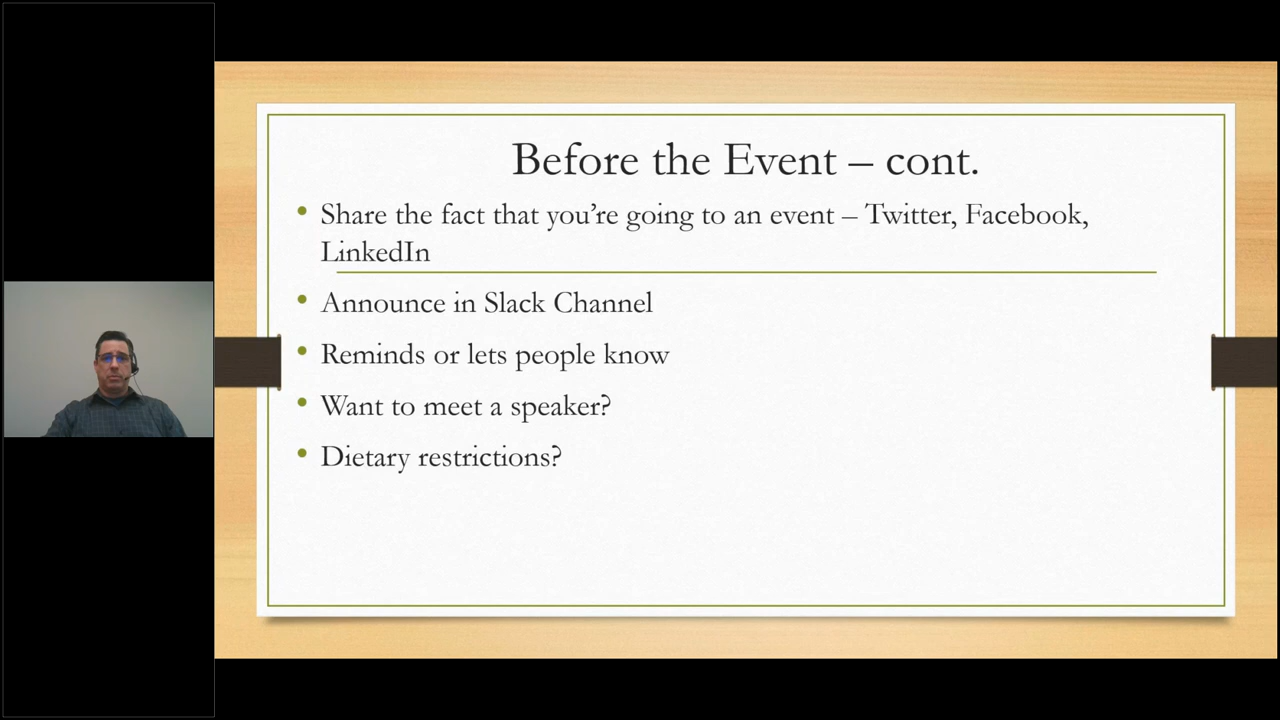 Before the Event – cont.
• Share the fact that you’re going to an event – Twitter, Facebook,
LinkedIn
• Announce in Slack Channel
• Reminds or lets people know
• Want to meet a speaker?
• Dietary restrictions?